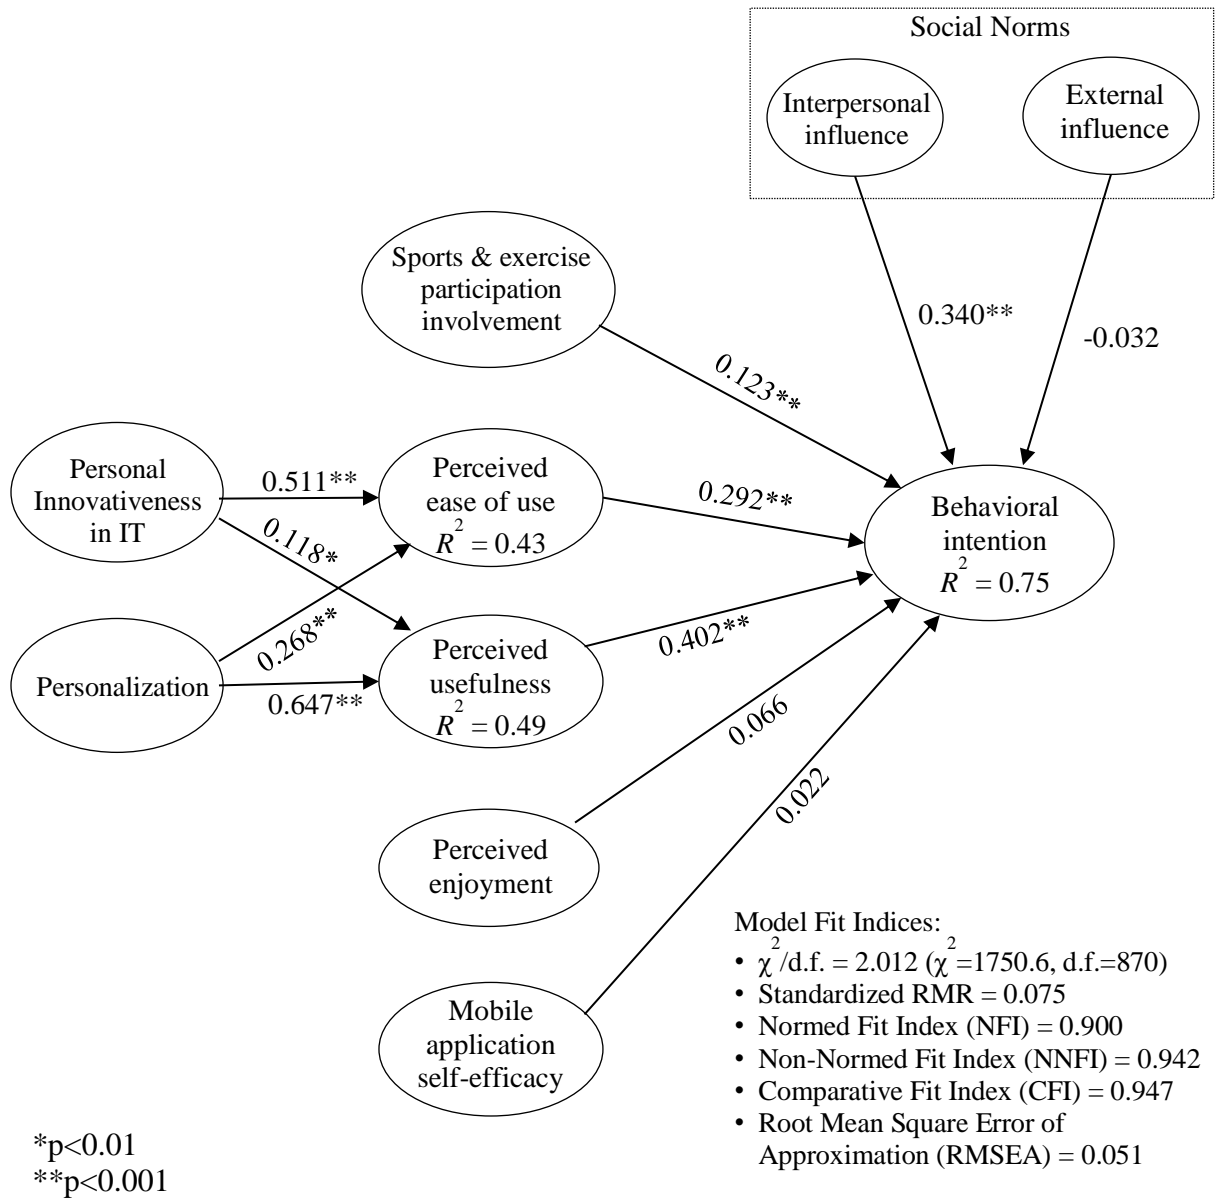 Social Norms
Interpersonal
influence
External
influence
Sports & exercise
participation
involvement
0.340**
-0.032
0.123**
Personal
Innovativeness
in IT
0.511**
0.118*
Perceived
ease of use
R² = 0.43
0.292**
Behavioral
intention
R² = 0.75
Personalization
0.268**
0.647**
Perceived
usefulness
R² = 0.49
0.402**
0.066
0.022
Perceived
enjoyment
Mobile
application
self-efficacy
Model Fit Indices:
• χ²/d.f. = 2.012 (χ²=1750.6, d.f.=870)
• Standardized RMR = 0.075
• Normed Fit Index (NFI) = 0.900
• Non-Normed Fit Index (NNFI) = 0.942
• Comparative Fit Index (CFI) = 0.947
• Root Mean Square Error of
Approximation (RMSEA) = 0.051
*p<0.01
**p<0.001